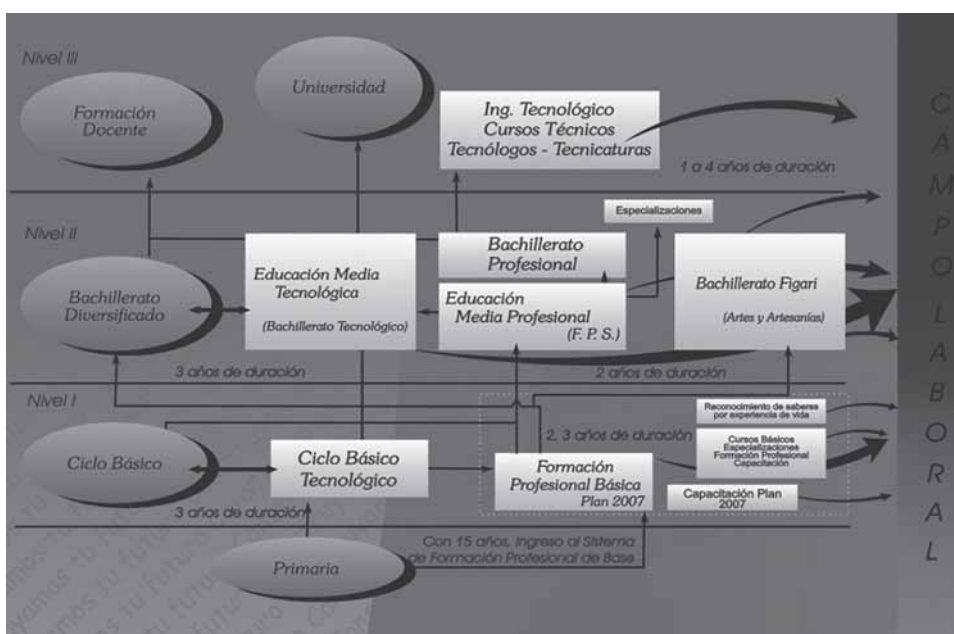 Nivel III
Formación
Docente
Universidad
Ing. Tecnológico
Cursos Técnicos
Tecnólogos - Tecnicaturas
1 a 4 años de duración
Nivel II
Especializaciones
Bachillerato
Diversificado
Educación Media
Tecnológica
(Bachillerato Tecnológico)
Bachillerato
Profesional
Educación
Media Profesional
(F. P. S.)
Bachillerato Figari
(Artes y Artesanías)
3 años de duración
2 años de duración
Nivel I
Ciclo Básico
Ciclo Básico
Tecnológico
2, 3 años de duración
Formación
Profesional Básica
Plan 2007
Reconocimiento de saberes
por experiencia de vida
Cursos Básicos
Especializaciones
Formación Profesional
Capacitación
Capacitación Plan
2007
3 años de duración
Primaria
Con 15 años, Ingreso al Sistema
de Formación Profesional de Base
CAMPO LABORAL